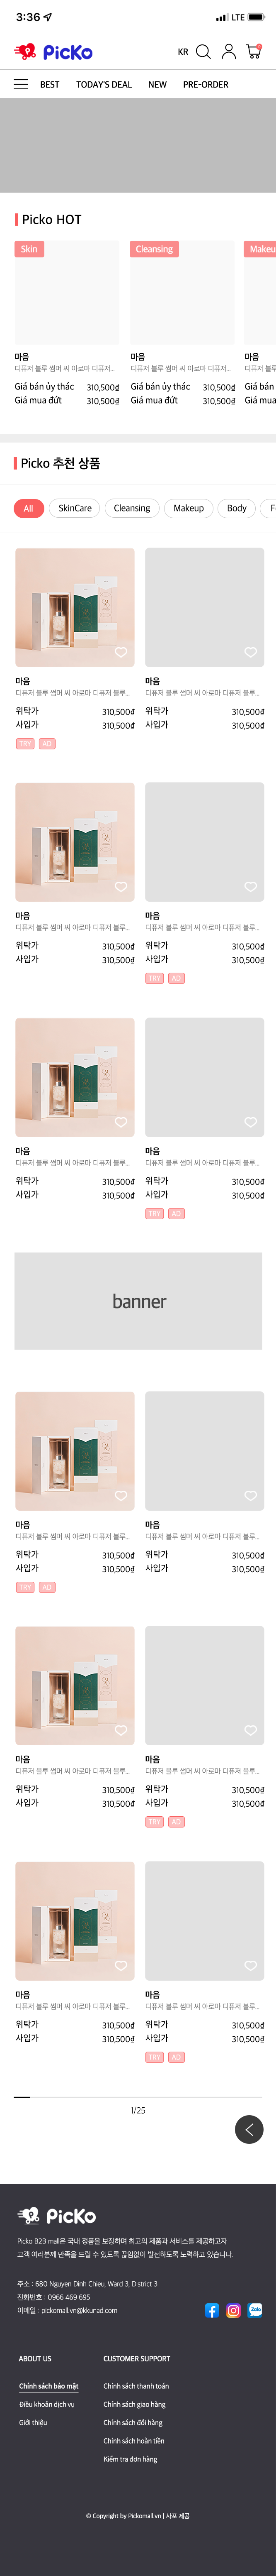 3:36 LTE
Picko KR
BEST TODAY'S DEAL NEW PRE-ORDER
Picko HOT
Skin Cleansing Makeu
마음 마음 마음
디퓨저 블루 썸머 씨 아로마 디퓨저... 디퓨저 블루 썸머 씨 아로마 디퓨저... 디퓨저 블루
Giá bán ủy thác 310,500₫ Giá bán ủy thác 310,500₫ Giá bán
Giá mua đứt 310,500₫ Giá mua đứt 310,500₫ Giá mua
Picko 추천 상품
All SkinCare Cleansing Makeup Body F
마음 마음
디퓨저 블루 썸머 씨 아로마 디퓨저 블루... 디퓨저 블루 썸머 씨 아로마 디퓨저 블루...
위탁가 310,500₫ 위탁가 310,500₫
사입가 310,500₫ 사입가 310,500₫
TRY AD
마음 마음
디퓨저 블루 썸머 씨 아로마 디퓨저 블루... 디퓨저 블루 썸머 씨 아로마 디퓨저 블루...
위탁가 310,500₫ 위탁가 310,500₫
사입가 310,500₫ 사입가 310,500₫
TRY AD
마음 마음
디퓨저 블루 썸머 씨 아로마 디퓨저 블루... 디퓨저 블루 썸머 씨 아로마 디퓨저 블루...
위탁가 310,500₫ 위탁가 310,500₫
사입가 310,500₫ 사입가 310,500₫
TRY AD
banner
마음 마음
디퓨저 블루 썸머 씨 아로마 디퓨저 블루... 디퓨저 블루 썸머 씨 아로마 디퓨저 블루...
위탁가 310,500₫ 위탁가 310,500₫
사입가 310,500₫ 사입가 310,500₫
TRY AD
마음 마음
디퓨저 블루 썸머 씨 아로마 디퓨저 블루... 디퓨저 블루 썸머 씨 아로마 디퓨저 블루...
위탁가 310,500₫ 위탁가 310,500₫
사입가 310,500₫ 사입가 310,500₫
TRY AD
마음 마음
디퓨저 블루 썸머 씨 아로마 디퓨저 블루... 디퓨저 블루 썸머 씨 아로마 디퓨저 블루...
위탁가 310,500₫ 위탁가 310,500₫
사입가 310,500₫ 사입가 310,500₫
TRY AD
1/25
Picko
Picko B2B mall은 국내 정품을 보장하며 최고의 제품과 서비스를 제공하고자
고객 여러분께 만족을 드릴 수 있도록 끊임없이 발전하도록 노력하고 있습니다.
주소 : 680 Nguyen Dinh Chieu, Ward 3, District 3
전화번호 : 0966 469 695
이메일 : pickomall.vn@kkunad.com
Zalo
ABOUT US CUSTOMER SUPPORT
Chính sách bảo mật Chính sách thanh toán
Điều khoản dịch vụ Chính sách giao hàng
Giới thiệu Chính sách đổi hàng
Chính sách hoàn tiền
Kiểm tra đơn hàng
© Copyright by Pickomall.vn | 사포 제공